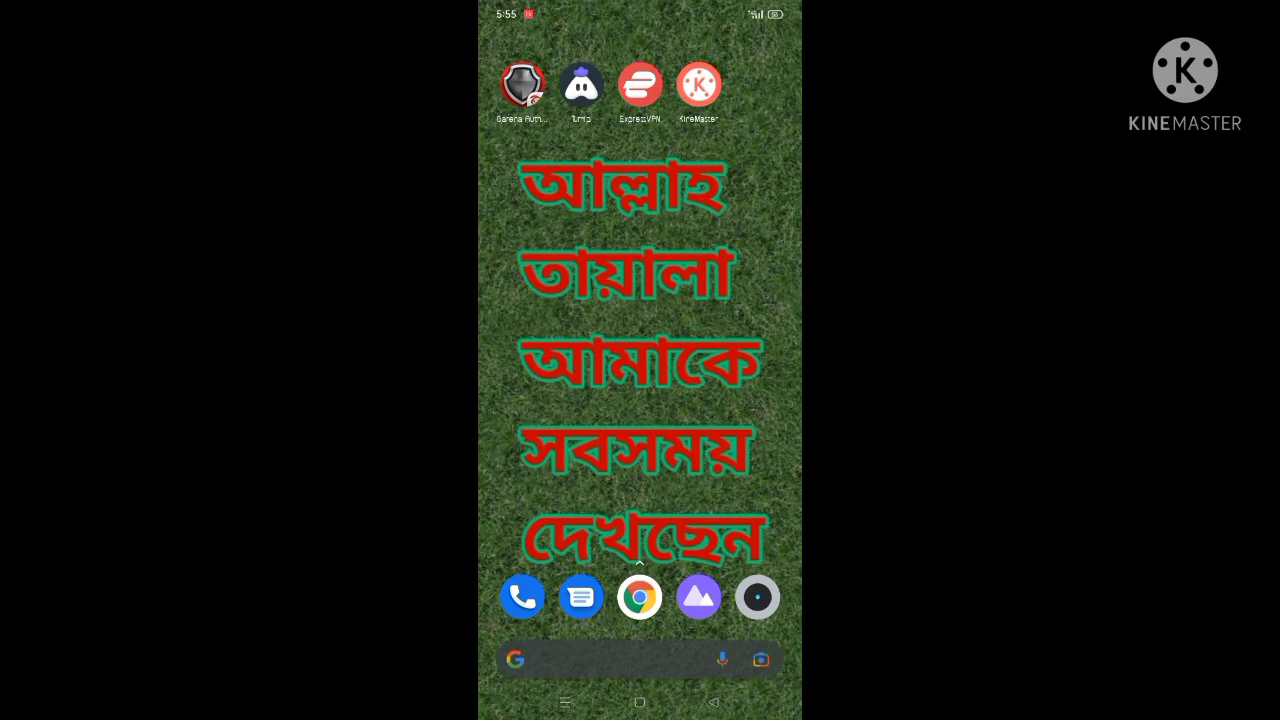 5:55
KINEMASTER
Garena Auth...
Turnip
ExpressVPN
KineMaster
আল্লাহ
তায়ালা
আমাকে
সবসময়
দেখছেন